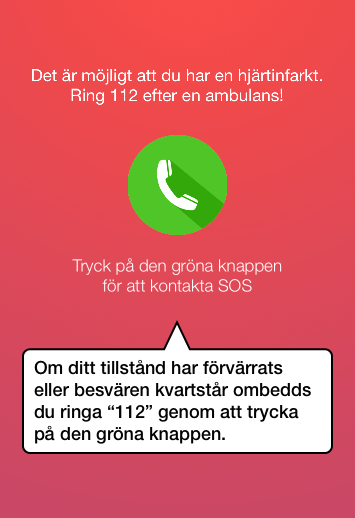 Det är möjligt att du har en hjärtinfarkt.
Ring 112 efter en ambulans!
Tryck på den gröna knappen
för att kontakta SOS
Om ditt tillstånd har förvärrats
eller besvären kvartstår ombedds
du ringa “112” genom att trycka
på den gröna knappen.